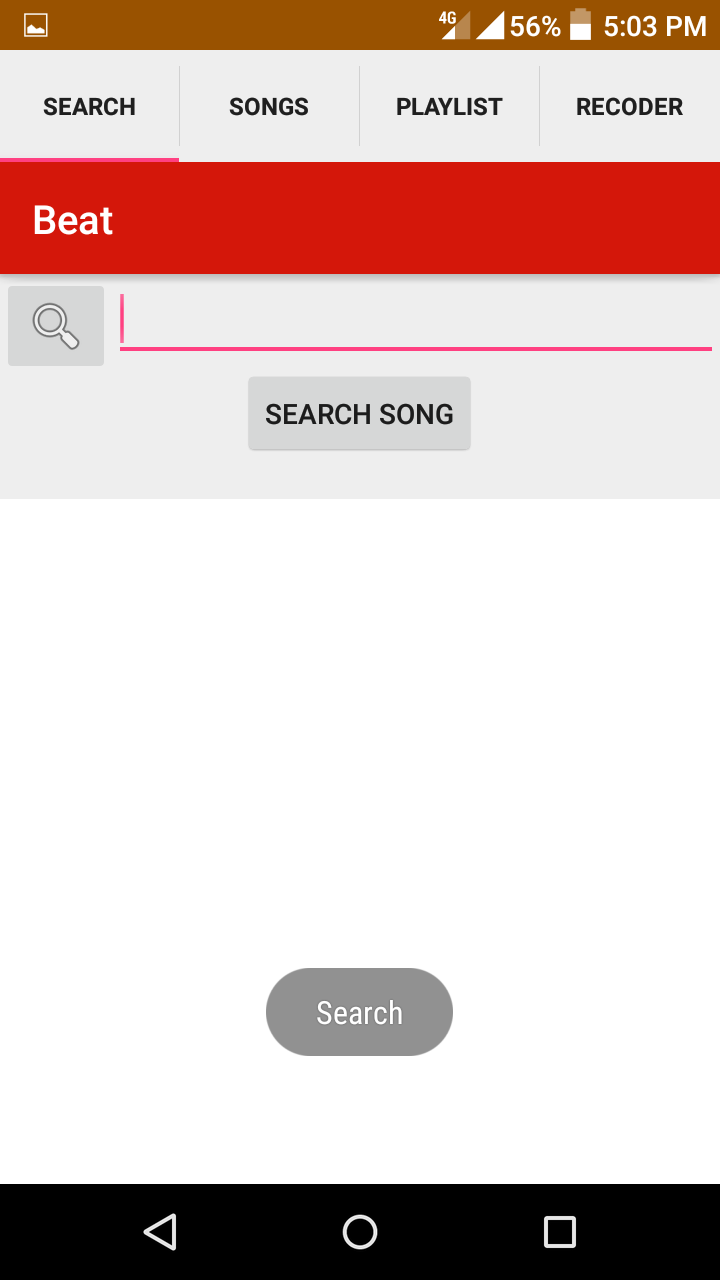 4G 56% 5:03 PM
SEARCH SONGS PLAYLIST RECODER
Beat
SEARCH SONG
Search